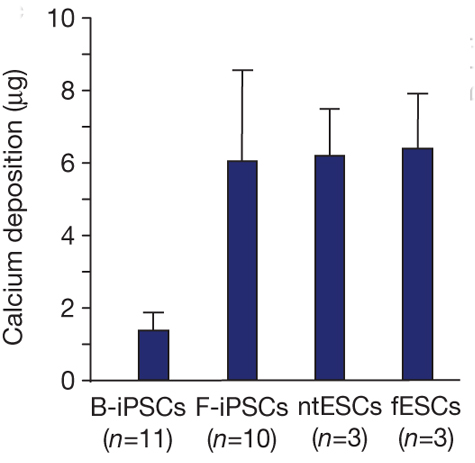 Calcium deposition (µg)
10
8
6
4
2
0
B-iPSCs F-iPSCs ntESCs fESCs
(n=11) (n=10) (n=3) (n=3)